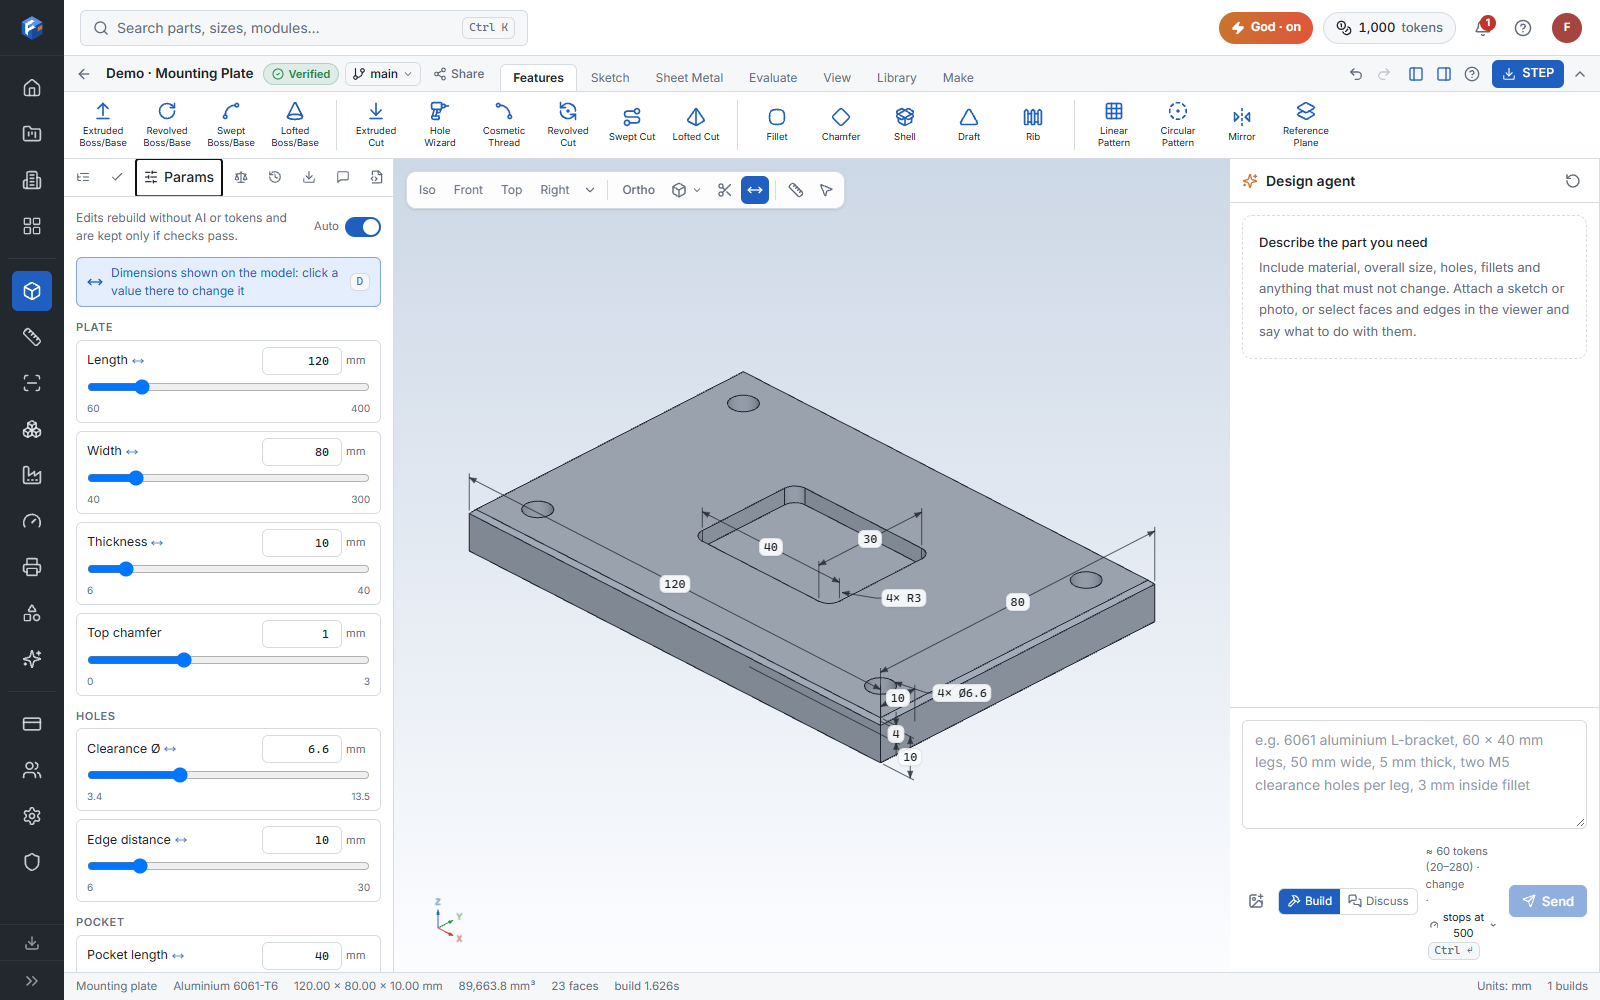 Search parts, sizes, modules...
Ctrl K
God · on
1,000 tokens
1
F
Demo · Mounting Plate
Verified
main
Share
Features
Sketch
Sheet Metal
Evaluate
View
Library
Make
STEP
Extruded Boss/Base
Revolved Boss/Base
Swept Boss/Base
Lofted Boss/Base
Extruded Cut
Hole Wizard
Cosmetic Thread
Revolved Cut
Swept Cut
Lofted Cut
Fillet
Chamfer
Shell
Draft
Rib
Linear Pattern
Circular Pattern
Mirror
Reference Plane
Params
Edits rebuild without AI or tokens and
are kept only if checks pass.
Auto
Dimensions shown on the model: click a
value there to change it
D
PLATE
Length
120 mm
60
400
Width
80 mm
40
300
Thickness
10 mm
6
40
Top chamfer
1 mm
0
3
HOLES
Clearance Ø
6.6 mm
3.4
13.5
Edge distance
10 mm
6
30
POCKET
Pocket length
40 mm
Iso
Front
Top
Right
Ortho
40
30
120
4× R3
80
10
4× Ø6.6
4
10
Z
Y
X
Design agent
Describe the part you need
Include material, overall size, holes, fillets and
anything that must not change. Attach a sketch or
photo, or select faces and edges in the viewer and
say what to do with them.
e.g. 6061 aluminium L-bracket, 60 × 40 mm
legs, 50 mm wide, 5 mm thick, two M5
clearance holes per leg, 3 mm inside fillet
Build
Discuss
≈ 60 tokens
(20–280) ·
change
·
stops at
500
Ctrl ⏎
Send
Mounting plate
Aluminium 6061-T6
120.00 × 80.00 × 10.00 mm
89,663.8 mm³
23 faces
build 1.626s
Units: mm
1 builds